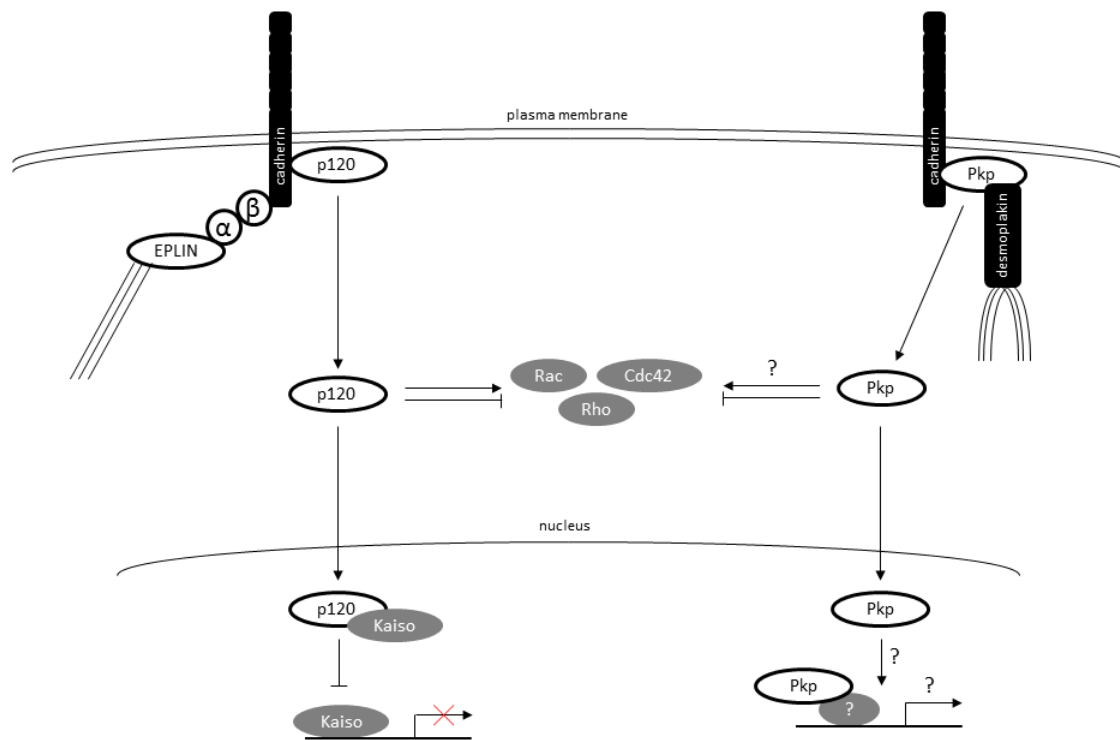 plasma membrane
cadherin
p120
cadherin
Pkp
β
α
EPLIN
desmoplakin
Rac
Cdc42
?
p120
Pkp
Rho
nucleus
p120
Pkp
Kaiso
?
Pkp
?
Kaiso
?